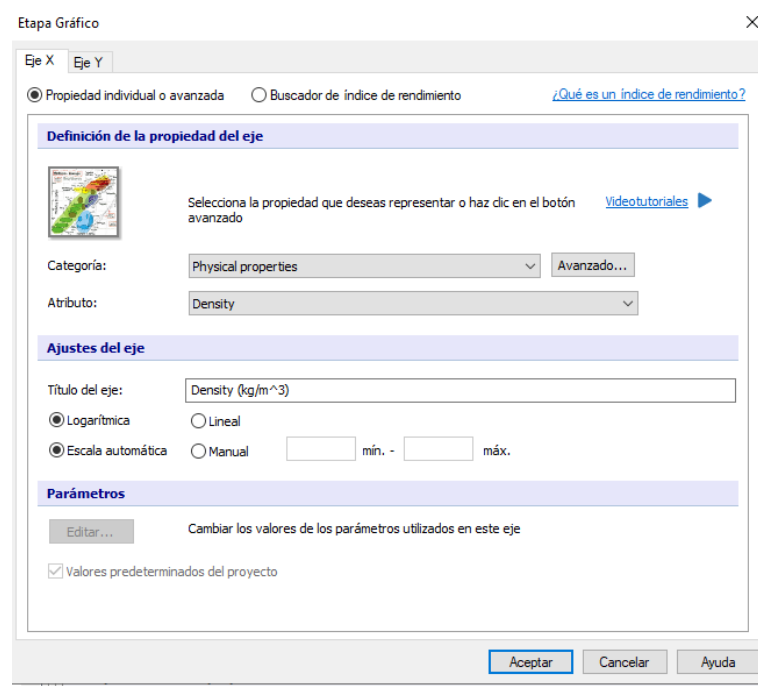 Etapa Gráfico
Eje X Eje Y
Propiedad individual o avanzada Buscador de índice de rendimiento ¿Qué es un índice de rendimiento?
Definición de la propiedad del eje
Selecciona la propiedad que deseas representar o haz clic en el botón
avanzado
Videotutoriales
Categoría: Physical properties Avanzado...
Atributo: Density
Ajustes del eje
Título del eje: Density (kg/m^3)
Logarítmica Lineal
Escala automática Manual mín. - máx.
Parámetros
Editar... Cambiar los valores de los parámetros utilizados en este eje
Valores predeterminados del proyecto
Aceptar Cancelar Ayuda